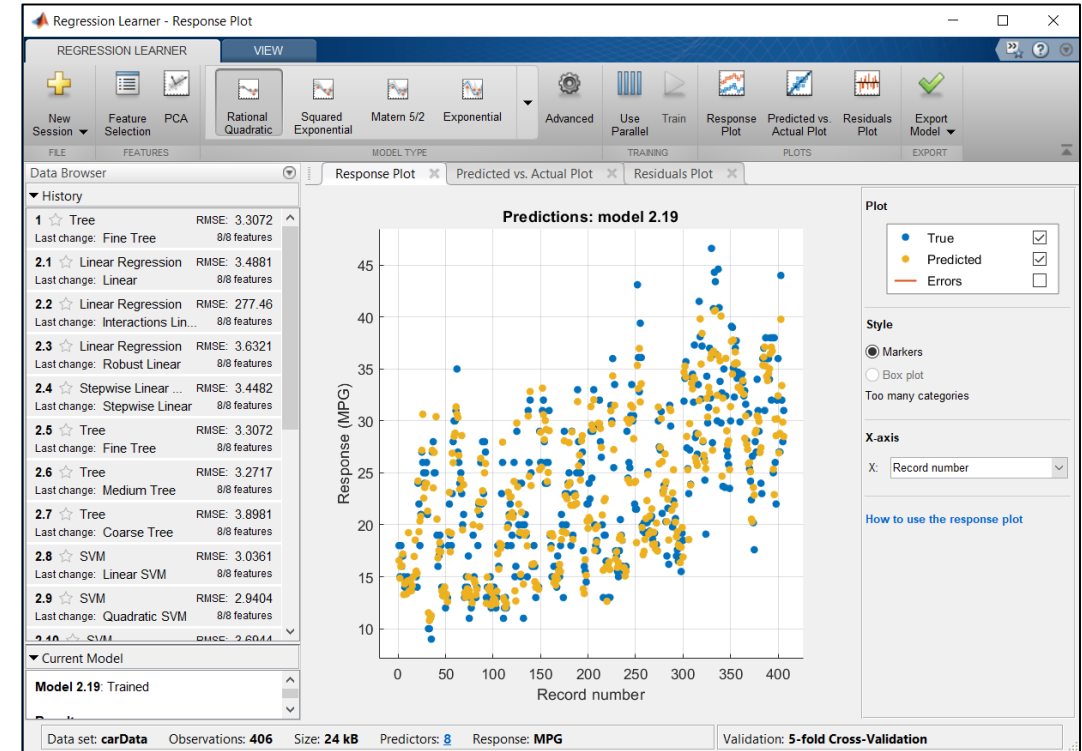 Regression Learner - Response Plot
REGRESSION LEARNER VIEW
New Session Feature Selection PCA Rational Quadratic Squared Exponential Matern 5/2 Exponential Advanced Use Parallel Train Response Plot Predicted vs. Actual Plot Residuals Plot Export Model
FILE FEATURES MODEL TYPE TRAINING PLOTS EXPORT
Data Browser
History
1 Tree RMSE: 3.3072
Last change: Fine Tree 8/8 features
2.1 Linear Regression RMSE: 3.4881
Last change: Linear 8/8 features
2.2 Linear Regression RMSE: 277.46
Last change: Interactions Lin... 8/8 features
2.3 Linear Regression RMSE: 3.6321
Last change: Robust Linear 8/8 features
2.4 Stepwise Linear ... RMSE: 3.4482
Last change: Stepwise Linear 8/8 features
2.5 Tree RMSE: 3.3072
Last change: Fine Tree 8/8 features
2.6 Tree RMSE: 3.2717
Last change: Medium Tree 8/8 features
2.7 Tree RMSE: 3.8981
Last change: Coarse Tree 8/8 features
2.8 SVM RMSE: 3.0361
Last change: Linear SVM 8/8 features
2.9 SVM RMSE: 2.9404
Last change: Quadratic SVM 8/8 features
2.10 SVM RMSE: 3.6944
Current Model
Model 2.19: Trained
Response Plot Predicted vs. Actual Plot Residuals Plot
Predictions: model 2.19
Response (MPG)
45
40
35
30
25
20
15
10
0 50 100 150 200 250 300 350 400
Record number
Plot
True
Predicted
Errors
Style
Markers
Box plot
Too many categories
X-axis
X: Record number
How to use the response plot
Data set: carData Observations: 406 Size: 24 kB Predictors: 8 Response: MPG Validation: 5-fold Cross-Validation